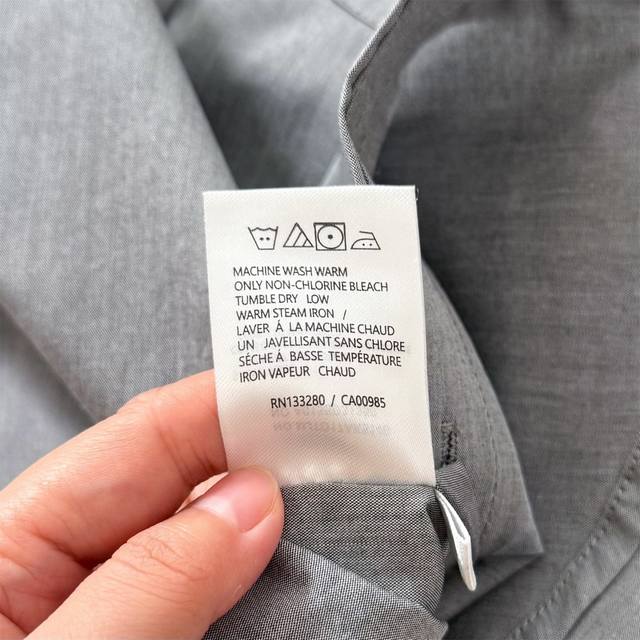 MACHINE WASH WARM
ONLY NON-CHLORINE BLEACH
TUMBLE DRY LOW
WARM STEAM IRON /
LAVER Á LA MACHINE CHAUD
UN JAVELLISANT SANS CHLORE
SÉCHE Á BASSE TEMPÉRATURE
IRON VAPEUR CHAUD
RN133280 / CA00985